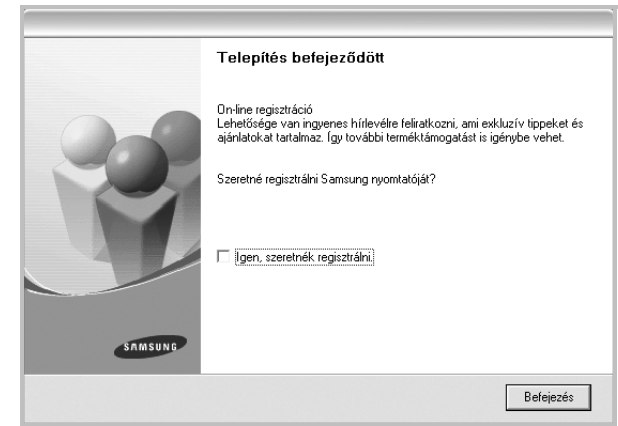 Telepítés befejeződött
On-line regisztráció
Lehetősége van ingyenes hírlevélre feliratkozni, ami exkluzív tippeket és
ajánlatokat tartalmaz. Így további terméktámogatást is igénybe vehet.
Szeretné regisztrálni Samsung nyomtatóját?
Igen, szeretnék regisztrálni.
SAMSUNG
Befejezés